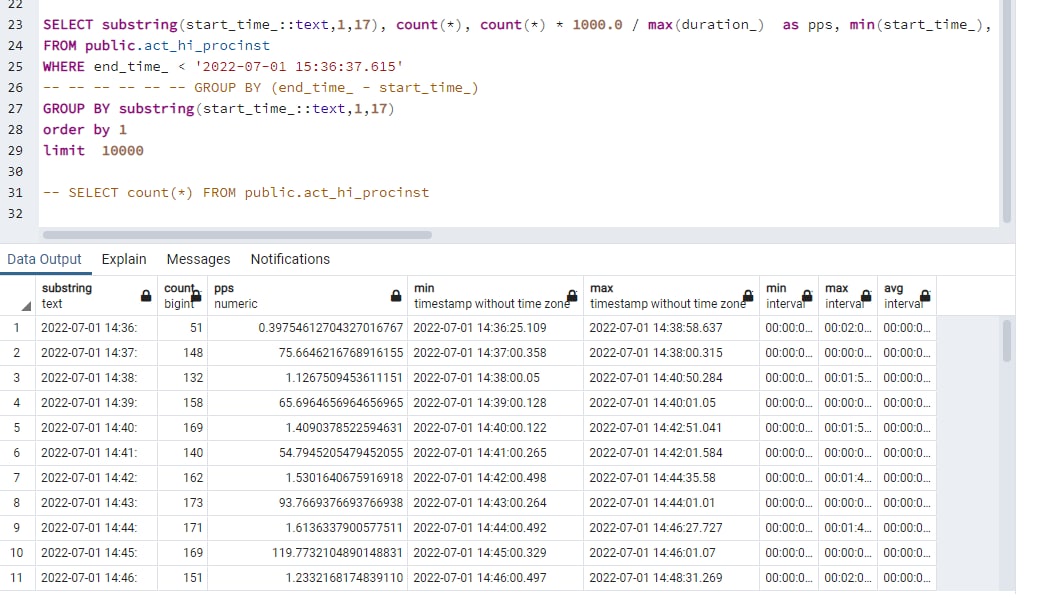 22
23 SELECT substring(start_time_::text,1,17), count(*), count(*) * 1000.0 / max(duration_)  as pps, min(start_time_),
24 FROM public.act_hi_procinst
25 WHERE end_time_ < '2022-07-01 15:36:37.615'
26 -- -- -- -- -- -- GROUP BY (end_time_ - start_time_)
27 GROUP BY substring(start_time_::text,1,17)
28 order by 1
29 limit  10000
30
31 -- SELECT count(*) FROM public.act_hi_procinst
32
Data Output Explain Messages Notifications
substring count pps min max min max avg
text bigint numeric timestamp without time zone timestamp without time zone interval interval interval
1 2022-07-01 14:36: 51 0.39754612704327016767 2022-07-01 14:36:25.109 2022-07-01 14:38:58.637 00:00:0... 00:02:0... 00:00:0...
2 2022-07-01 14:37: 148 75.6646216768916155 2022-07-01 14:37:00.358 2022-07-01 14:38:00.315 00:00:0... 00:00:0... 00:00:0...
3 2022-07-01 14:38: 132 1.1267509453611151 2022-07-01 14:38:00.05 2022-07-01 14:40:50.284 00:00:0... 00:01:5... 00:00:0...
4 2022-07-01 14:39: 158 65.6964656964656965 2022-07-01 14:39:00.128 2022-07-01 14:40:01.05 00:00:0... 00:00:0... 00:00:0...
5 2022-07-01 14:40: 169 1.4090378522594631 2022-07-01 14:40:00.122 2022-07-01 14:42:51.041 00:00:0... 00:01:5... 00:00:0...
6 2022-07-01 14:41: 140 54.7945205479452055 2022-07-01 14:41:00.265 2022-07-01 14:42:01.584 00:00:0... 00:00:0... 00:00:0...
7 2022-07-01 14:42: 162 1.5301640675916918 2022-07-01 14:42:00.498 2022-07-01 14:44:35.58 00:00:0... 00:01:4... 00:00:0...
8 2022-07-01 14:43: 173 93.7669376693766938 2022-07-01 14:43:00.264 2022-07-01 14:44:01.01 00:00:0... 00:00:0... 00:00:0...
9 2022-07-01 14:44: 171 1.6136337900577511 2022-07-01 14:44:00.492 2022-07-01 14:46:27.727 00:00:0... 00:01:4... 00:00:0...
10 2022-07-01 14:45: 169 119.7732104890148831 2022-07-01 14:45:00.329 2022-07-01 14:46:01.07 00:00:0... 00:00:0... 00:00:0...
11 2022-07-01 14:46: 151 1.2332168174839110 2022-07-01 14:46:00.497 2022-07-01 14:48:31.269 00:00:0... 00:02:0... 00:00:0...